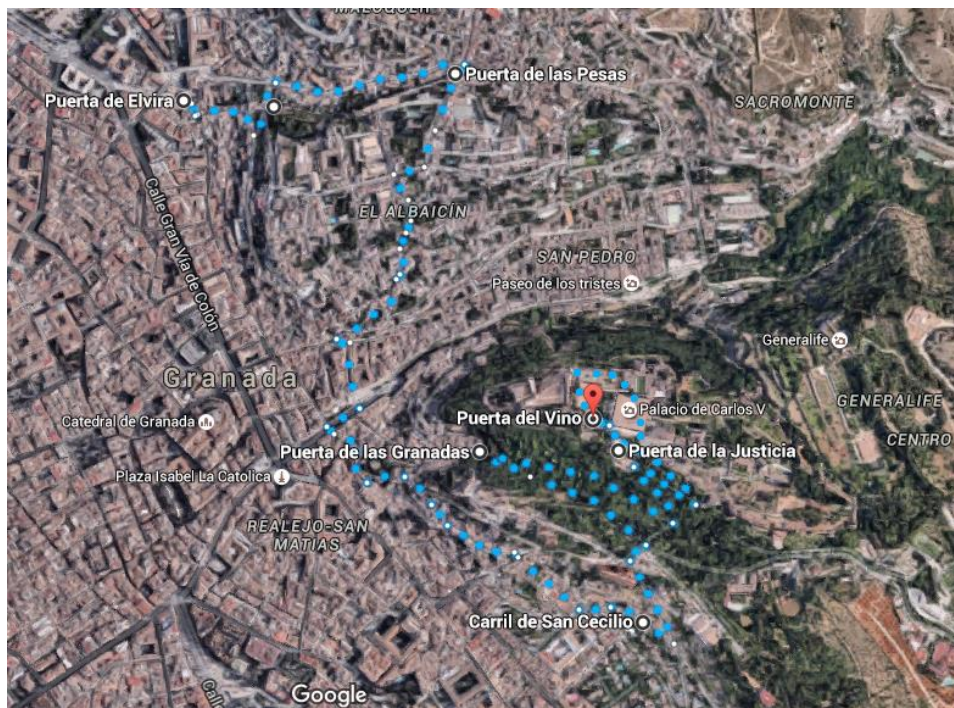 MALOQUER
Puerta de las Pesas
Puerta de Elvira
SACROMONTE
Calle Gran Vía de Colón
EL ALBAICÍN
SAN PEDRO
Paseo de los tristes
Generalife
Granada
GENERALIFE
Catedral de Granada
Puerta del Vino
Palacio de Carlos V
CENTRO
Puerta de las Granadas
Puerta de la Justicia
Plaza Isabel La Catolica
REALEJO-SAN
MATIAS
Carril de San Cecilio
Calle
Google